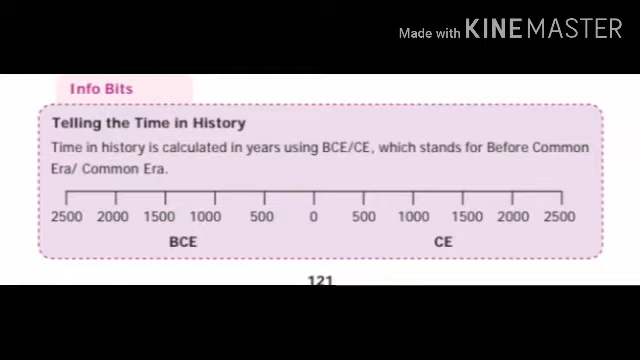 Made with KINEMASTER
Info Bits
Telling the Time in History
Time in history is calculated in years using BCE/CE, which stands for Before Common
Era/ Common Era.
2500 2000 1500 1000 500 0 500 1000 1500 2000 2500
BCE CE
121